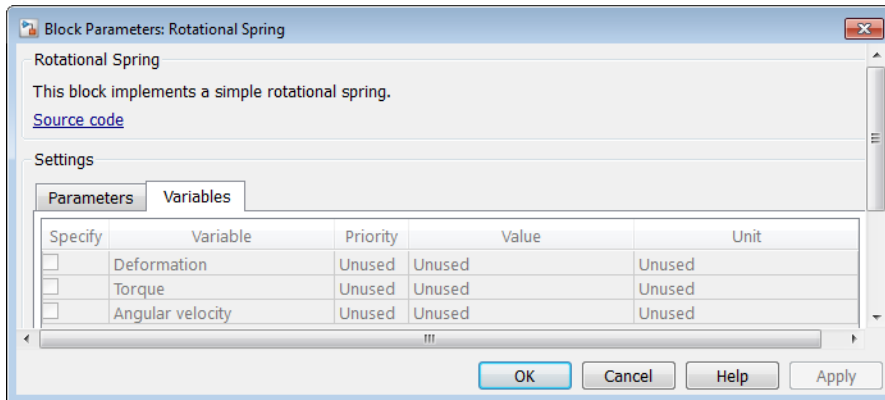 Block Parameters: Rotational Spring
Rotational Spring
This block implements a simple rotational spring.
Source code
Settings
Parameters Variables
Specify Variable Priority Value Unit
Deformation Unused Unused Unused
Torque Unused Unused Unused
Angular velocity Unused Unused Unused
OK Cancel Help Apply